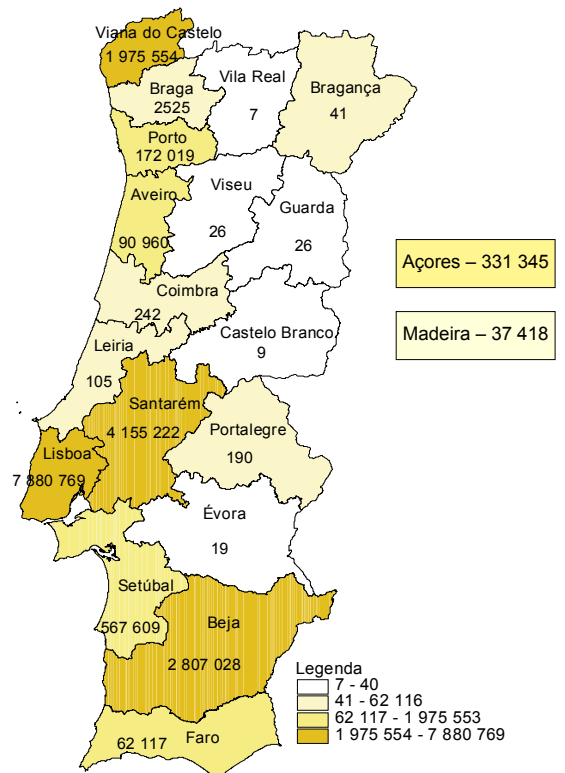 Viana do Castelo
1 975 554
Braga
2525
Vila Real
7
Bragança
41
Porto
172 019
Aveiro
90 960
Viseu
26
Guarda
26
Açores – 331 345
Coimbra
242
Castelo Branco
9
Madeira – 37 418
Leiria
105
Santarém
4 155 222
Portalegre
190
Lisboa
7 880 769
Évora
19
Setúbal
567 609
Beja
2 807 028
Faro
62 117
Legenda
7 - 40
41 - 62 116
62 117 - 1 975 553
1 975 554 - 7 880 769